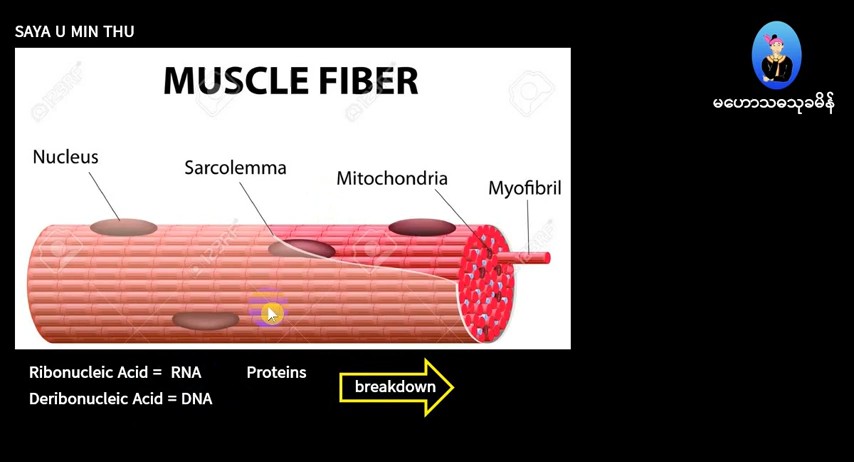 SAYA U MIN THU
MUSCLE FIBER
မဟောသဓသုခမိန်
Nucleus
Sarcolemma
Mitochondria
Myofibril
Ribonucleic Acid = RNA
Proteins
breakdown
Deribonucleic Acid = DNA